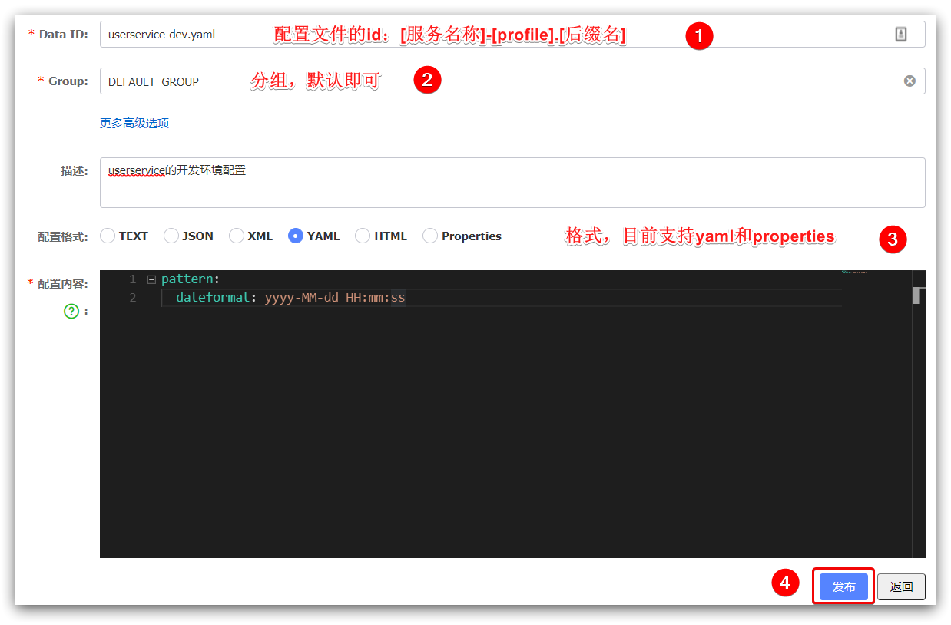 * Data ID: userservice-dev.yaml 配置文件的id：[服务名称]-[profile].[后缀名] 1
* Group: DEFAULT_GROUP 分组，默认即可 2
更多高级选项
描述: userservice的开发环境配置
配置格式: TEXT JSON XML YAML HTML Properties 格式，目前支持yaml和properties 3
* 配置内容: 1 pattern:
? : 2 dateformat: yyyy-MM-dd HH:mm:ss
4 发布 返回